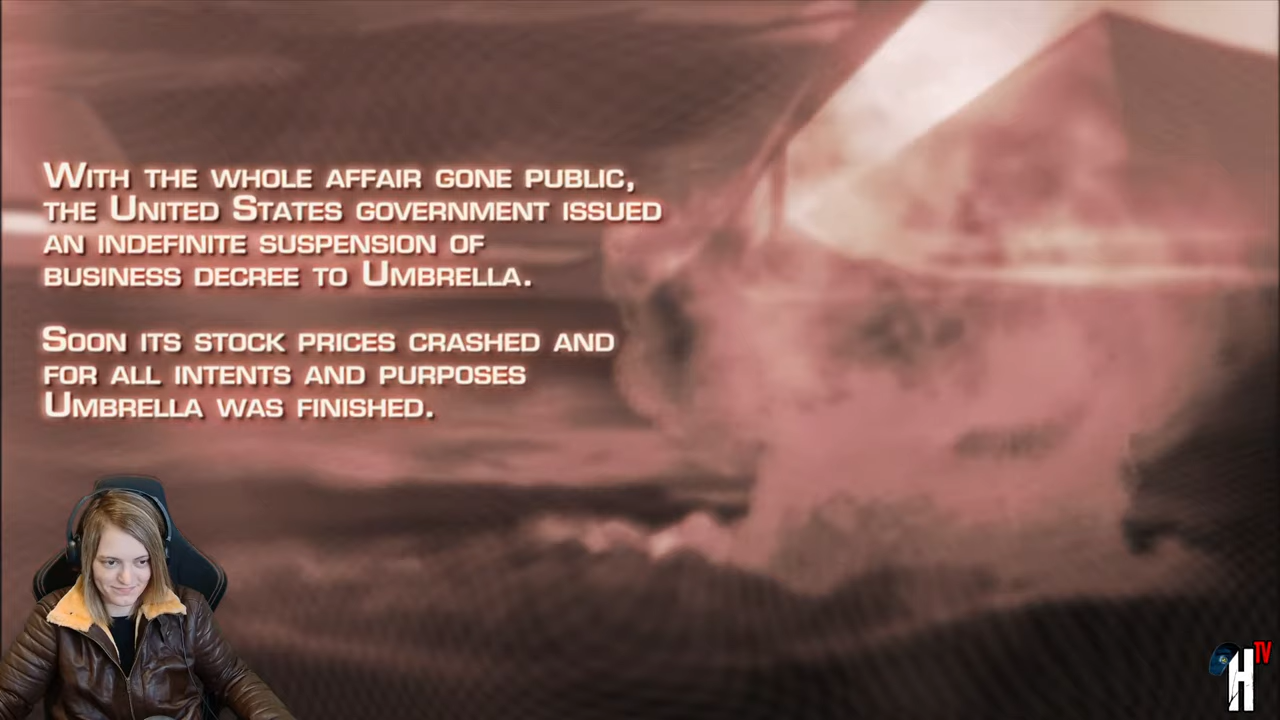 With the whole affair gone public,
the United States government issued
an indefinite suspension of
business decree to Umbrella.
Soon its stock prices crashed and
for all intents and purposes
Umbrella was finished.
H TV